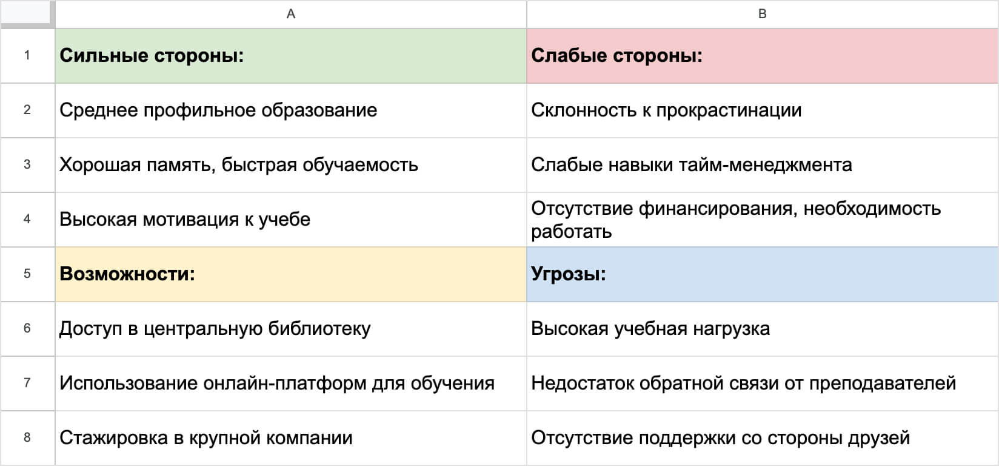 A B
1 Сильные стороны: Слабые стороны:
2 Среднее профильное образование Склонность к прокрастинации
3 Хорошая память, быстрая обучаемость Слабые навыки тайм-менеджмента
4 Высокая мотивация к учебе Отсутствие финансирования, необходимость
работать
5 Возможности: Угрозы:
6 Доступ в центральную библиотеку Высокая учебная нагрузка
7 Использование онлайн-платформ для обучения Недостаток обратной связи от преподавателей
8 Стажировка в крупной компании Отсутствие поддержки со стороны друзей